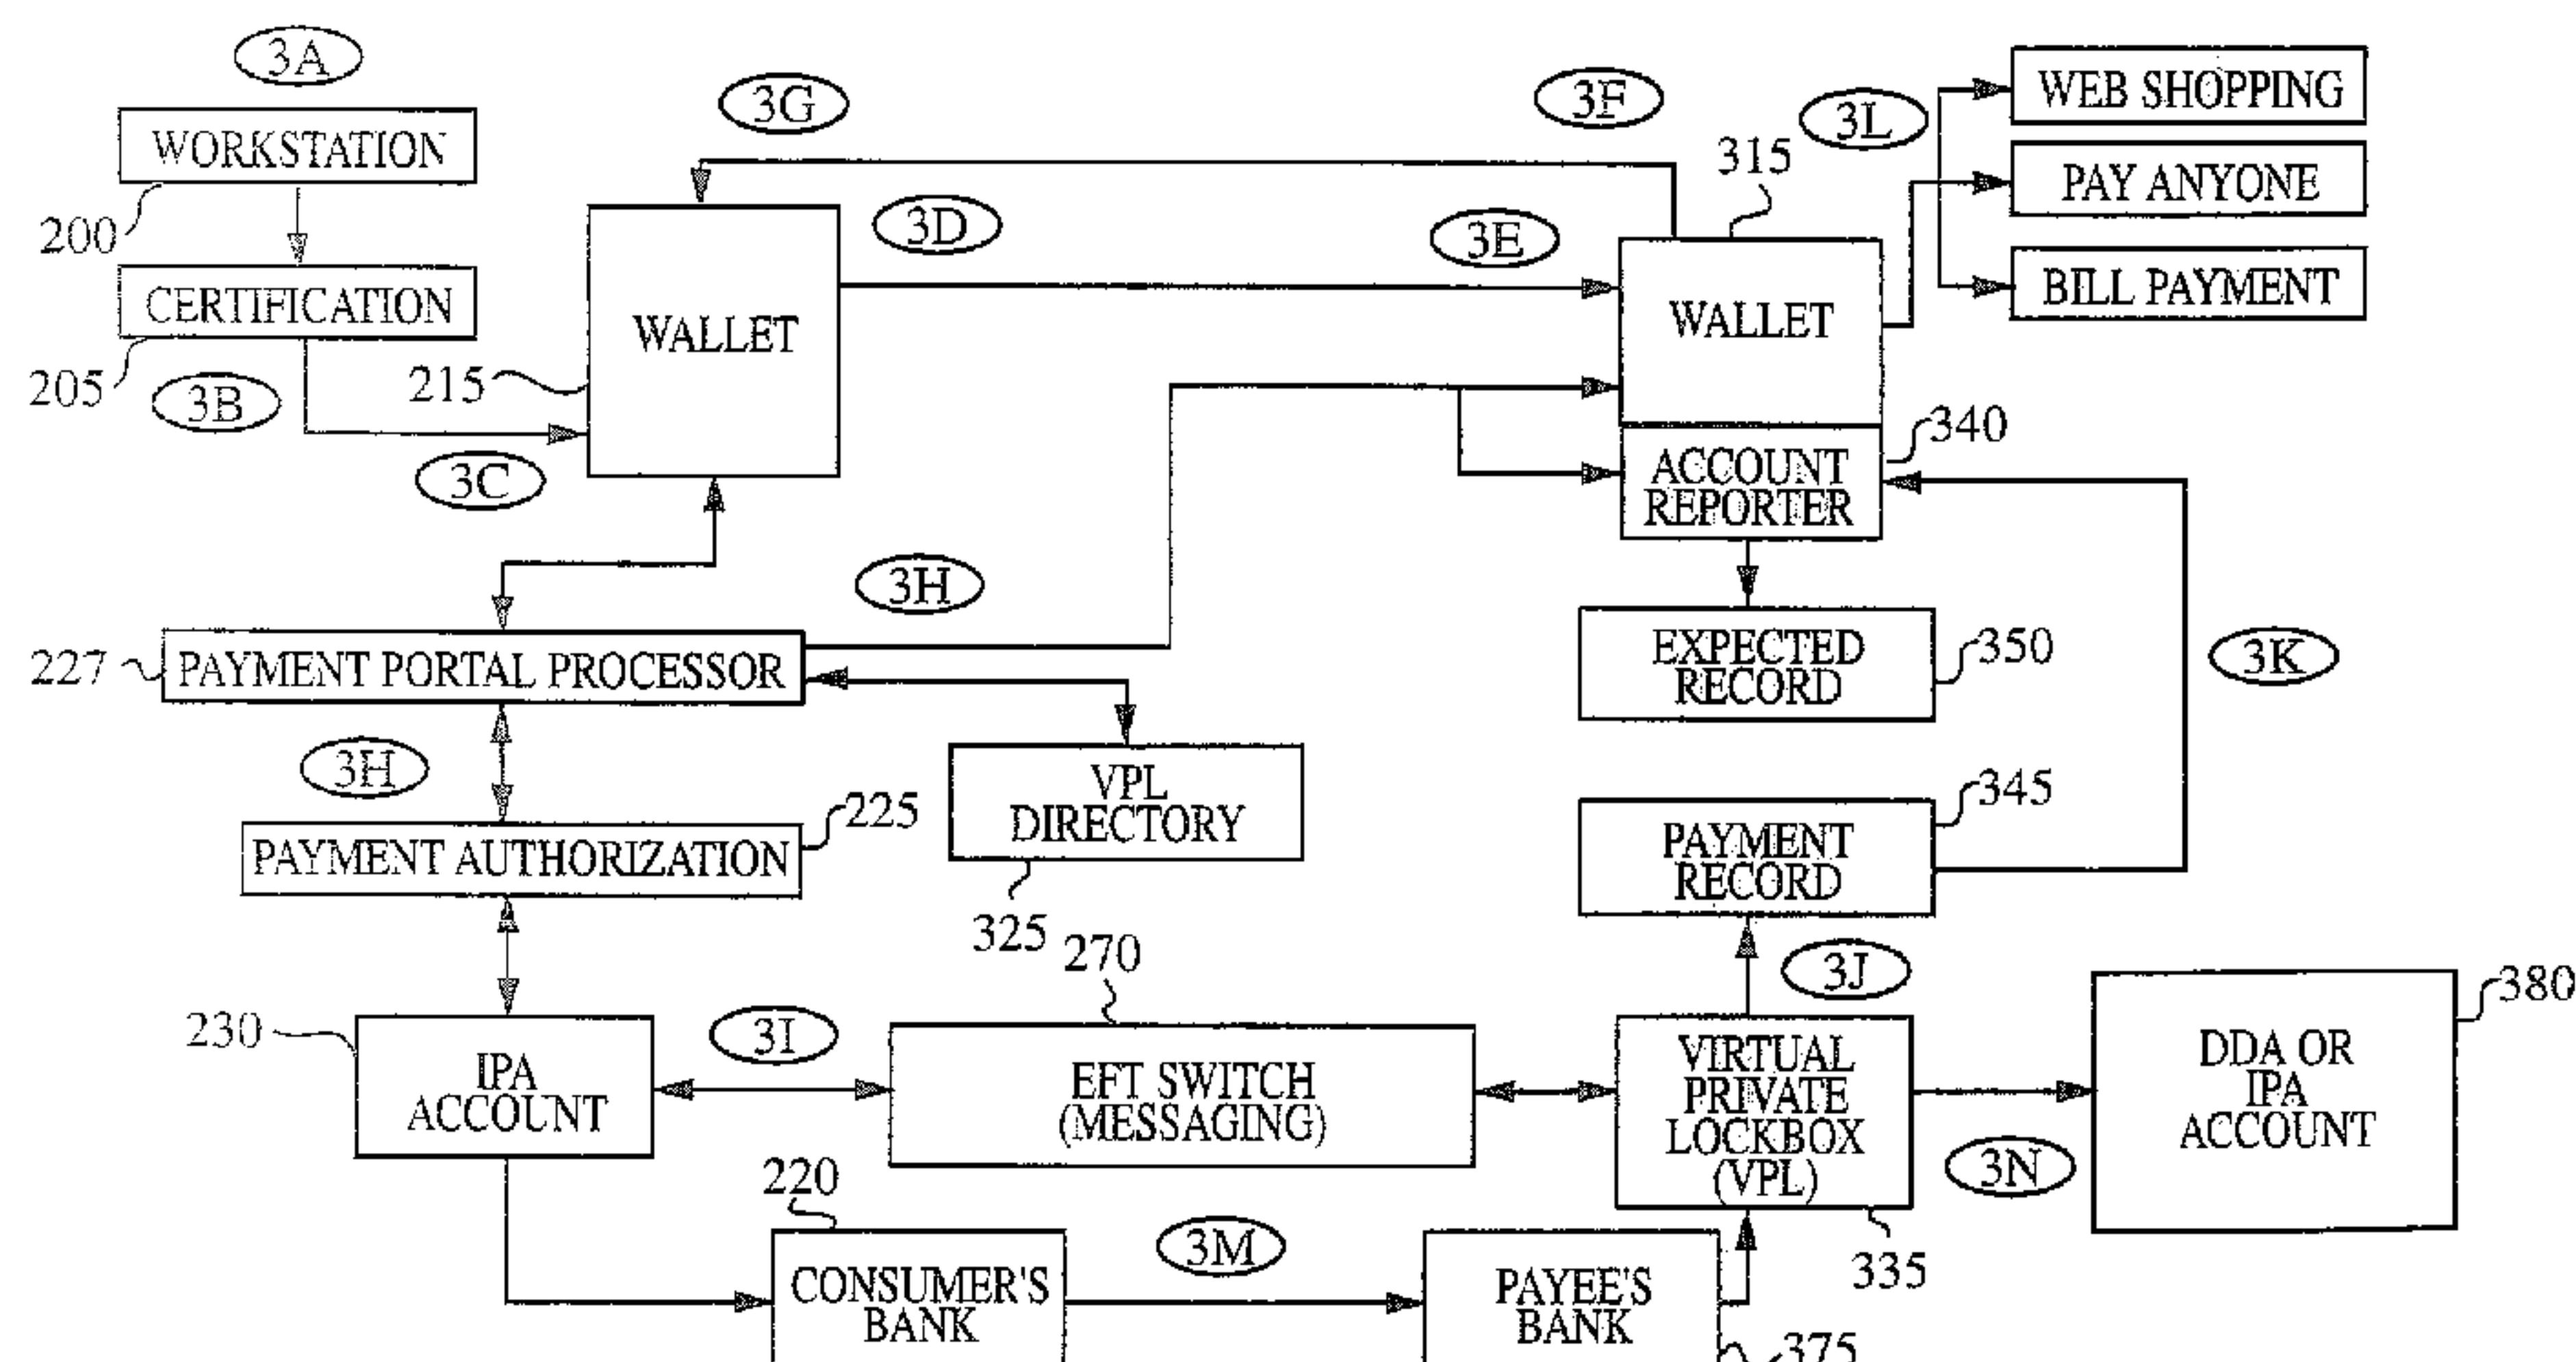 3A
WORKSTATION
200
CERTIFICATION
205
3B
3C
3G
WALLET
215
3D
3E
3F
3L
315
WALLET
WEB SHOPPING
PAY ANYONE
BILL PAYMENT
340
ACCOUNT
REPORTER
3H
227
PAYMENT PORTAL PROCESSOR
EXPECTED
RECORD
350
3K
3H
225
PAYMENT AUTHORIZATION
VPL
DIRECTORY
325
345
PAYMENT
RECORD
270
3J
230
IPA
ACCOUNT
3I
EFT SWITCH
(MESSAGING)
VIRTUAL
PRIVATE
LOCKBOX
(VPL)
335
3N
DDA OR
IPA
ACCOUNT
380
220
CONSUMER'S
BANK
3M
PAYEE'S
BANK
375